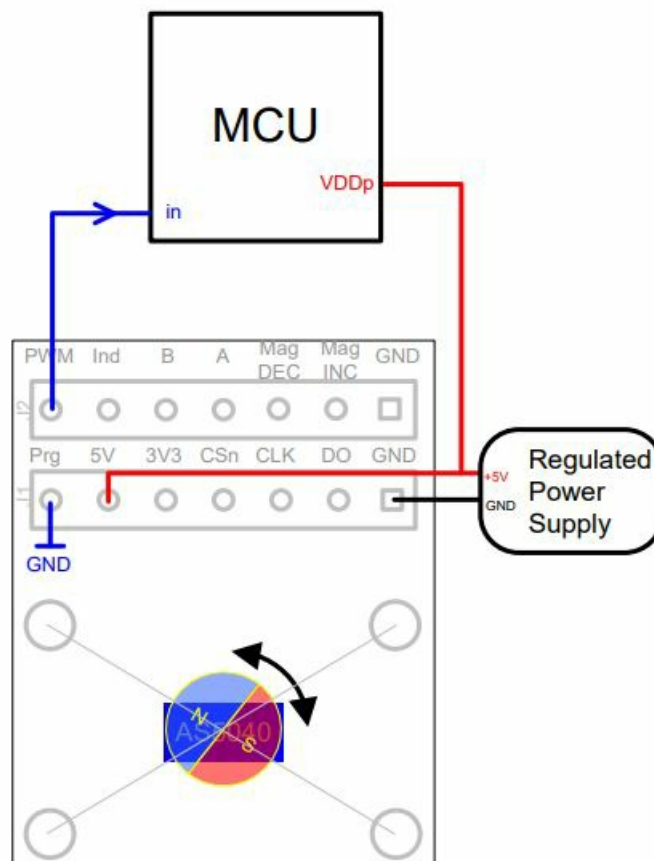 MCU
VDDp
in
PWM Ind B A Mag DEC Mag INC GND
J2
Prg 5V 3V3 CSn CLK DO GND
J1
+5V
GND
Regulated
Power
Supply
GND
N
S
AS5040